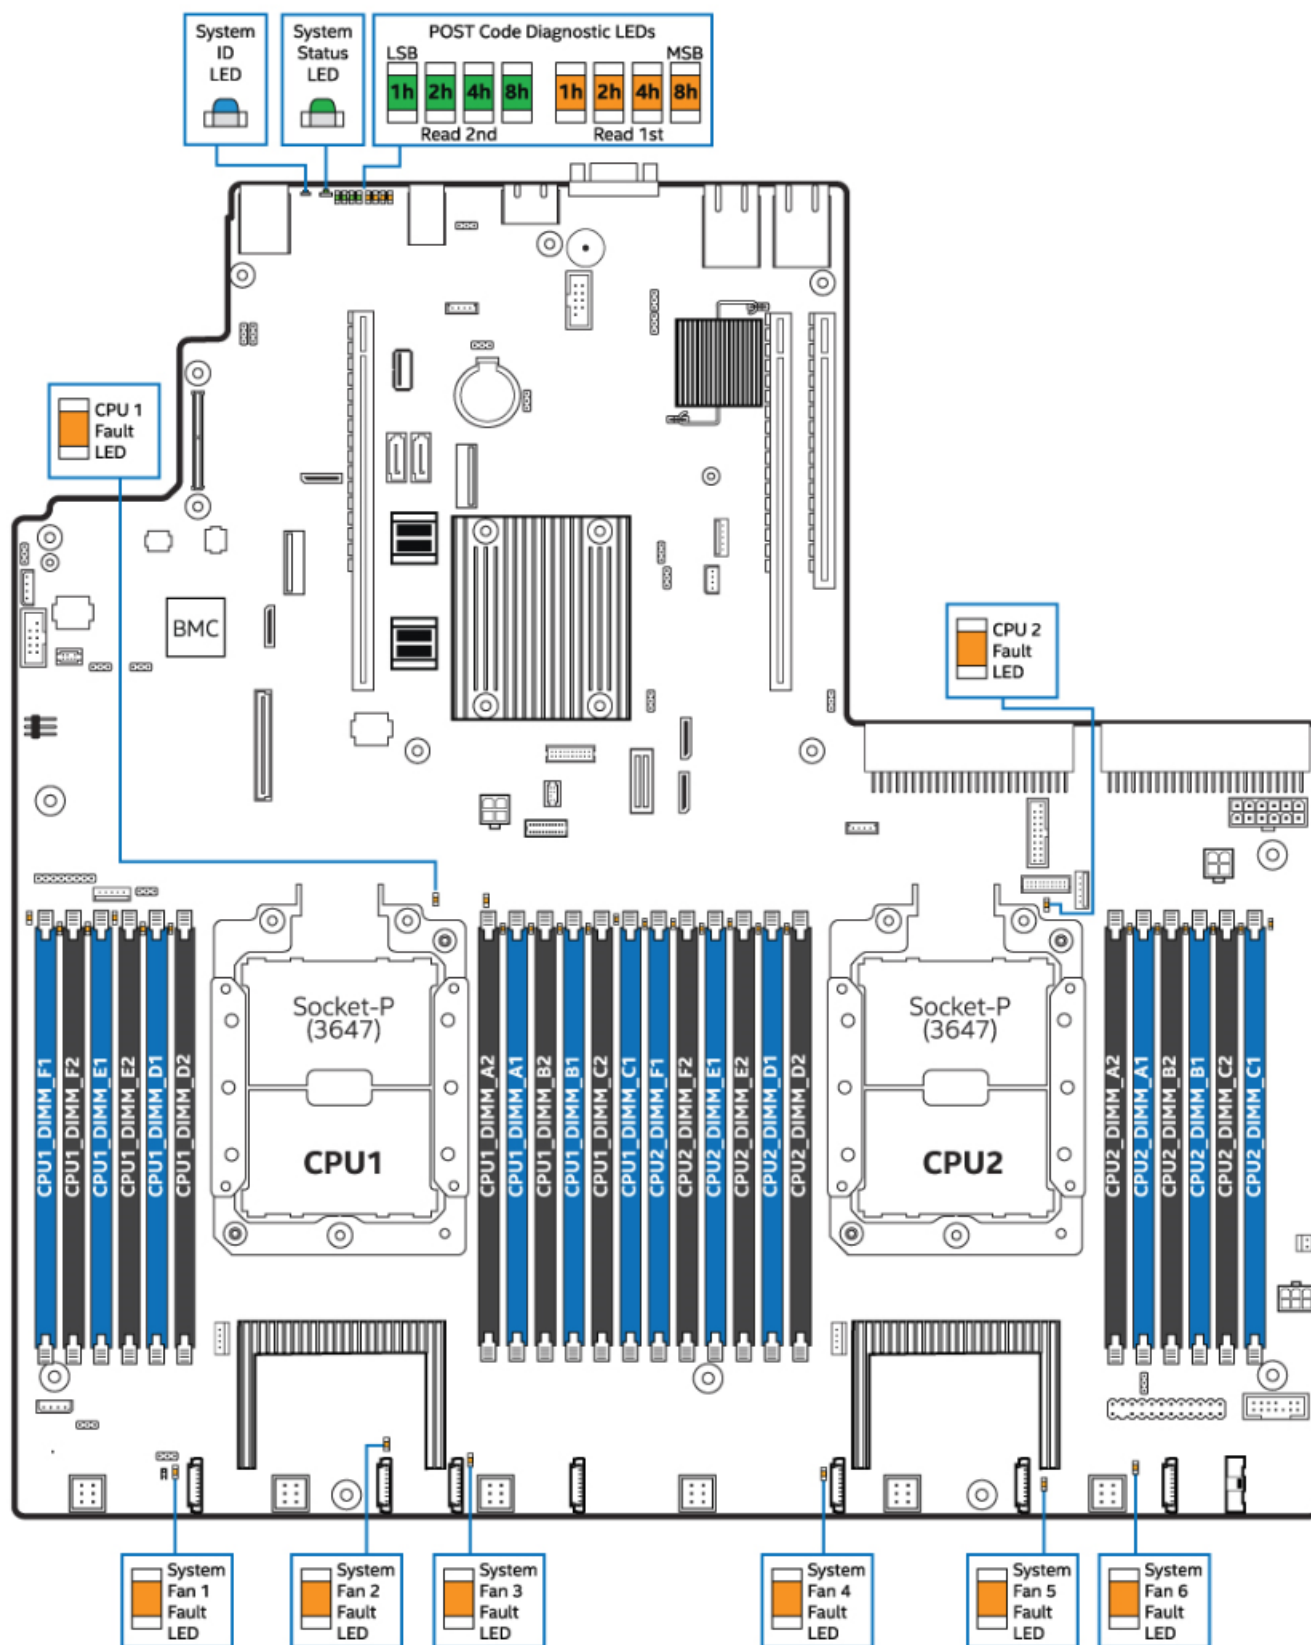 System
ID
LED
System
Status
LED
POST Code Diagnostic LEDs
LSB
MSB
1h
2h
4h
8h
1h
2h
4h
8h
Read 2nd
Read 1st
CPU 1
Fault
LED
BMC
CPU 2
Fault
LED
CPU1_DIMM_F1
CPU1_DIMM_F2
CPU1_DIMM_E1
CPU1_DIMM_E2
CPU1_DIMM_D1
CPU1_DIMM_D2
Socket-P
(3647)
CPU1
CPU1_DIMM_A2
CPU1_DIMM_A1
CPU1_DIMM_B2
CPU1_DIMM_B1
CPU1_DIMM_C2
CPU1_DIMM_C1
CPU2_DIMM_F1
CPU2_DIMM_F2
CPU2_DIMM_E1
CPU2_DIMM_E2
CPU2_DIMM_D1
CPU2_DIMM_D2
Socket-P
(3647)
CPU2
CPU2_DIMM_A2
CPU2_DIMM_A1
CPU2_DIMM_B2
CPU2_DIMM_B1
CPU2_DIMM_C2
CPU2_DIMM_C1
System
Fan 1
Fault
LED
System
Fan 2
Fault
LED
System
Fan 3
Fault
LED
System
Fan 4
Fault
LED
System
Fan 5
Fault
LED
System
Fan 6
Fault
LED